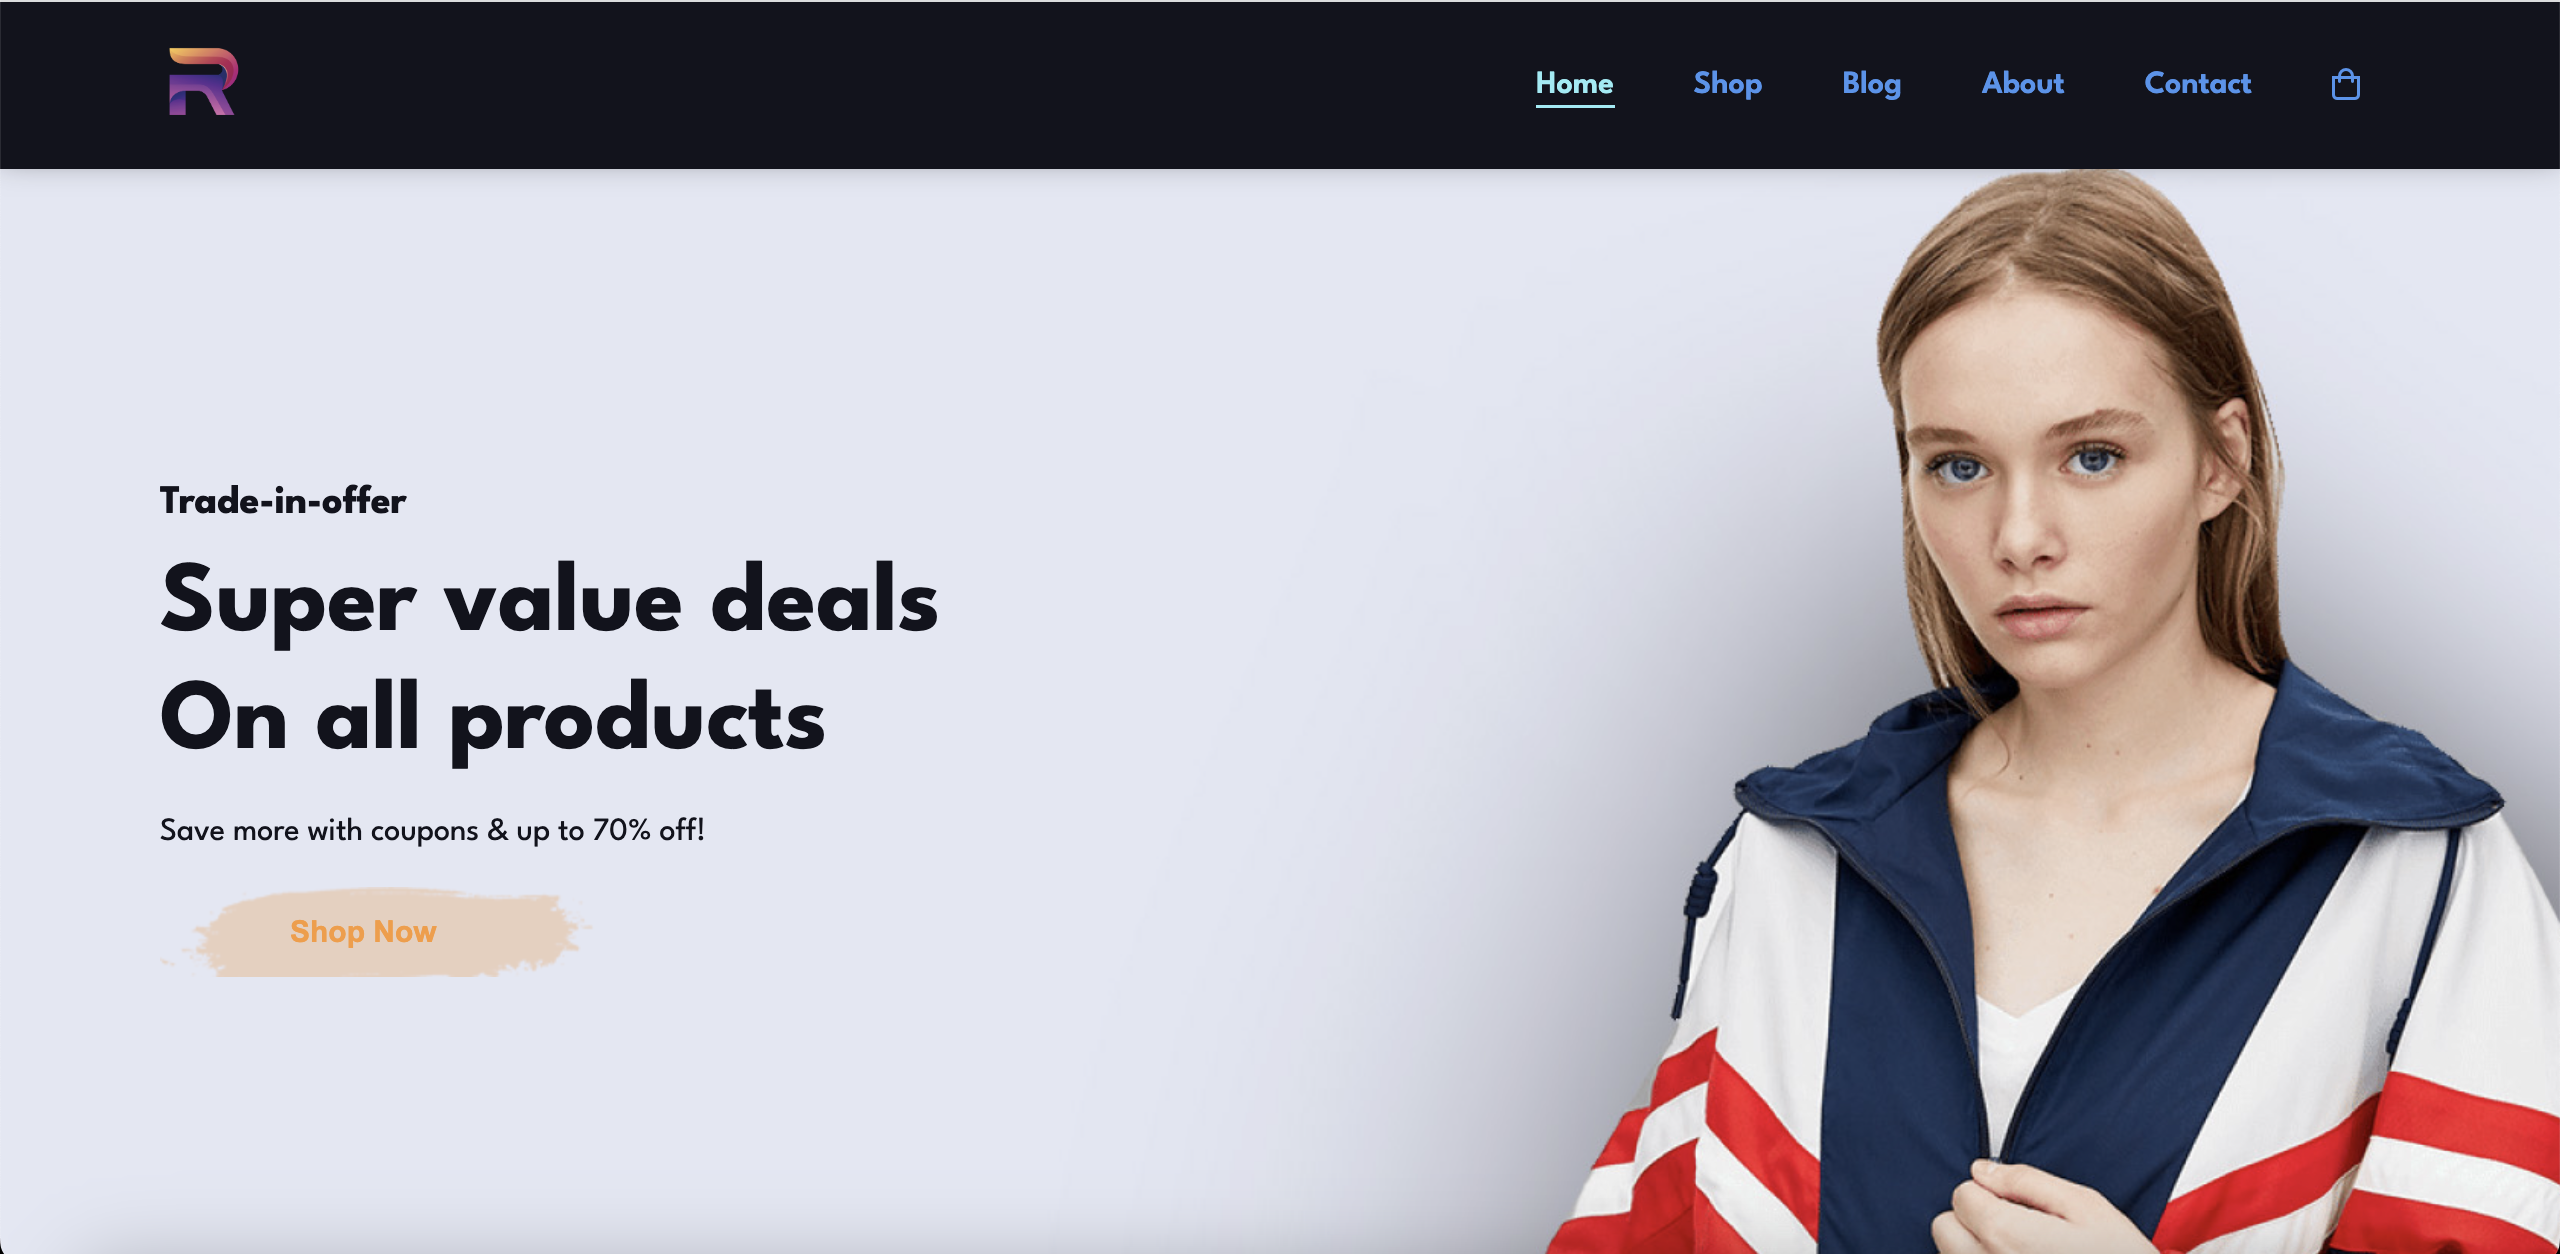 R
Home Shop Blog About Contact
Trade-in-offer
Super value deals
On all products
Save more with coupons & up to 70% off!
Shop Now